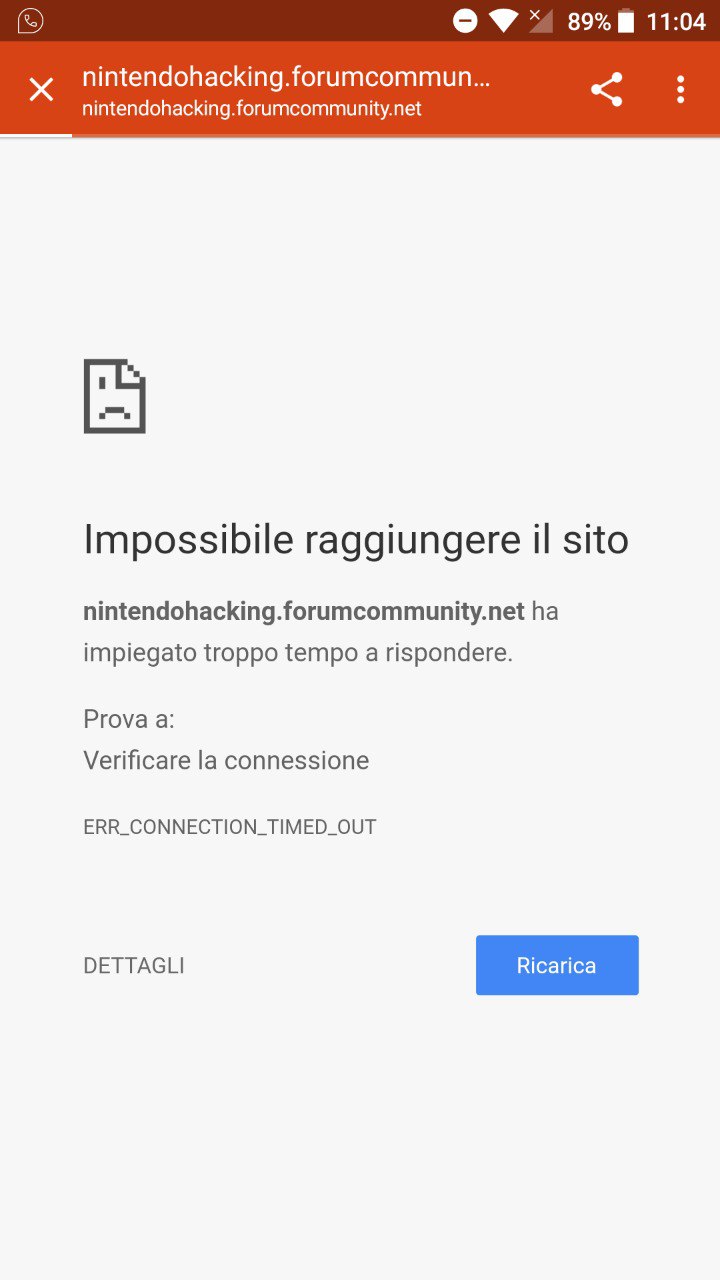 89% 11:04
nintendohacking.forumcommun...
nintendohacking.forumcommunity.net
Impossibile raggiungere il sito
nintendohacking.forumcommunity.net ha
impiegato troppo tempo a rispondere.
Prova a:
Verificare la connessione
ERR_CONNECTION_TIMED_OUT
DETTAGLI
Ricarica